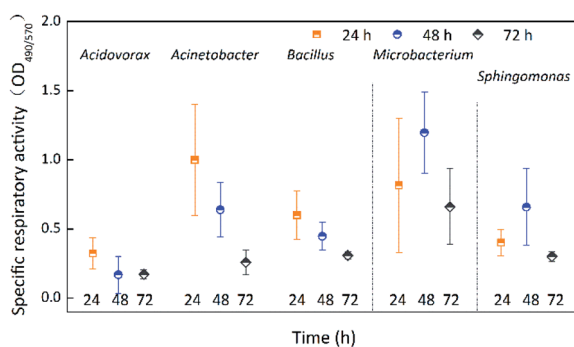 24 h 48 h 72 h
Acidovorax Acinetobacter Bacillus Microbacterium
Sphingomonas
Specific respiratory activity（OD490/570）
2.0
1.5
1.0
0.5
0.0
24 48 72 24 48 72 24 48 72 24 48 72 24 48 72
Time (h)